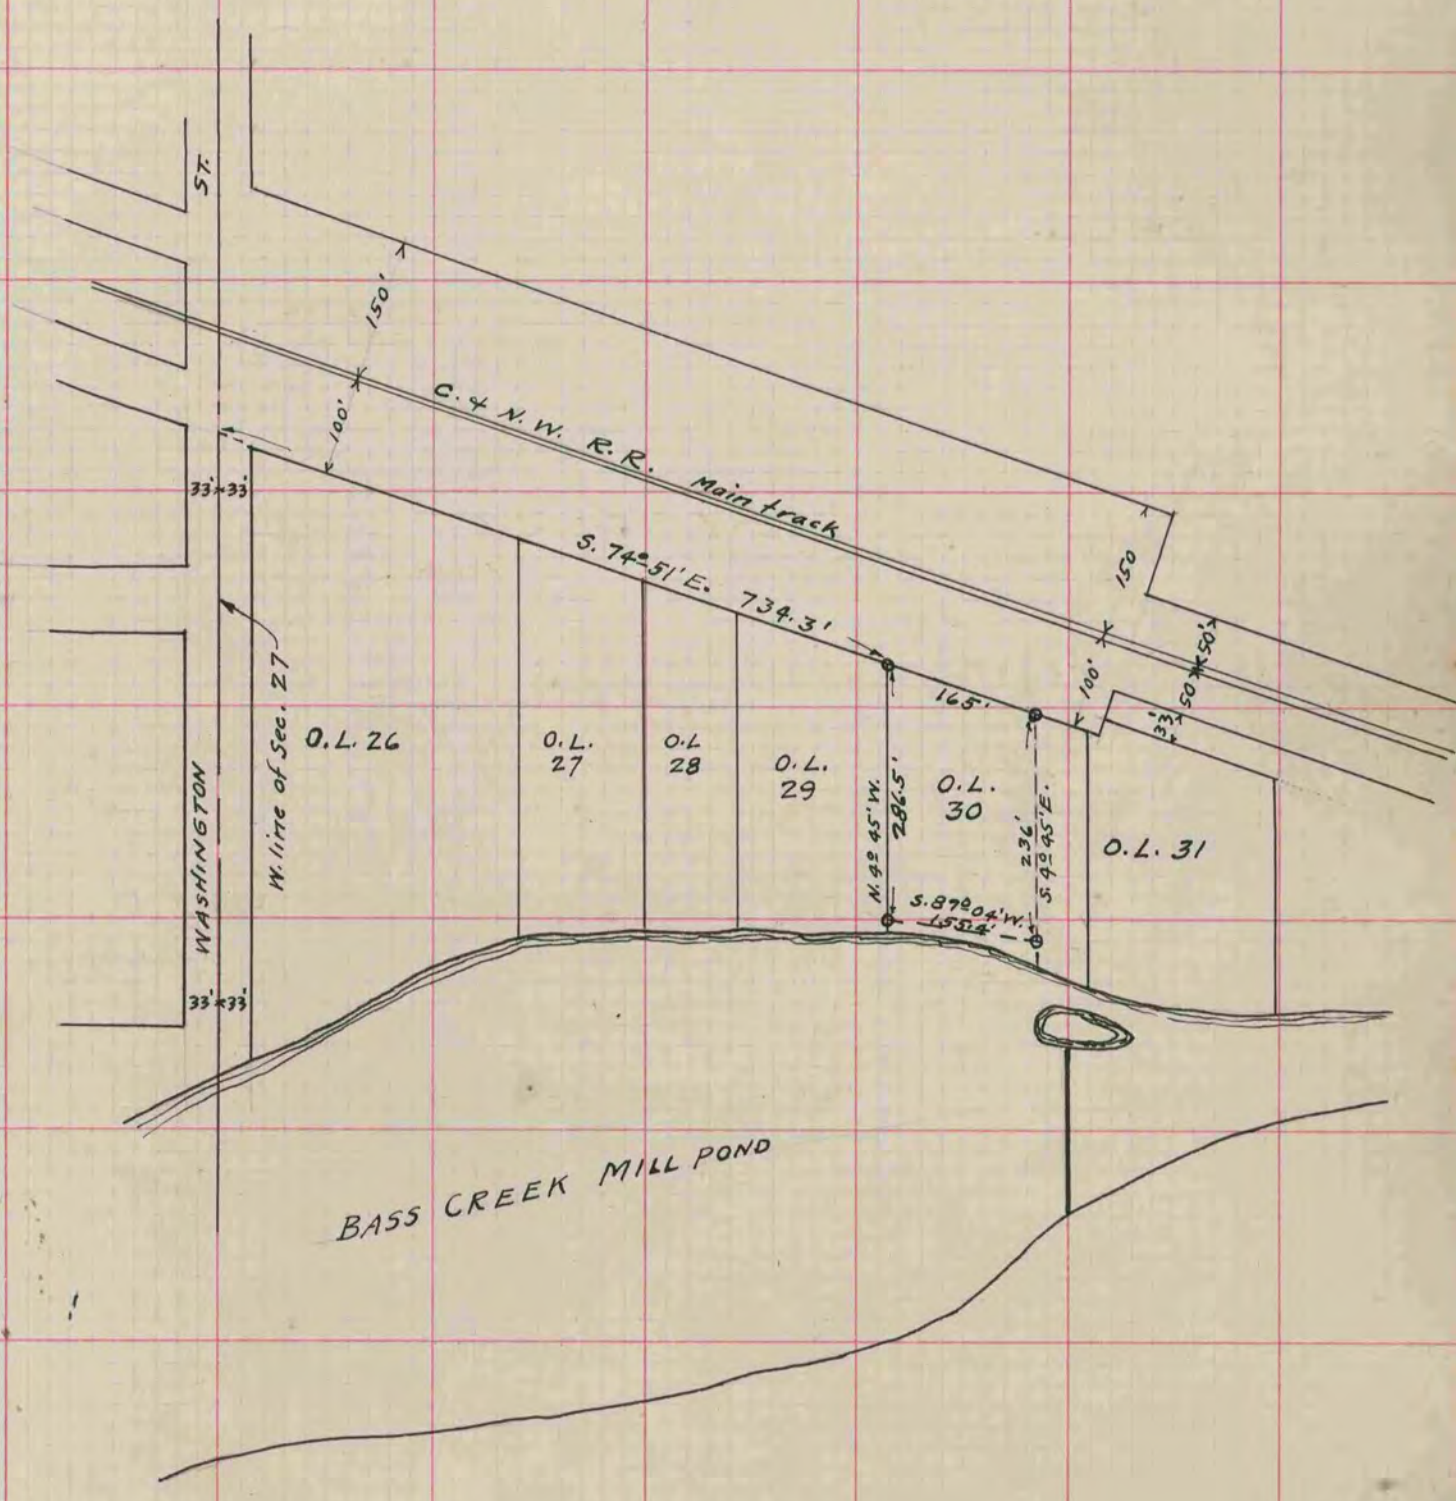 ST.
150'
100'
C. & N. W. R. R. Main track
33' 33'
S. 74° 51' E. 734.3'
150
50'
50'
100'
33'
165'
W. line of Sec. 27
O.L. 26
O.L.
27
O.L
28
O.L.
29
N. 4° 45' W.
286.5'
O.L.
30
236'
S. 4° 45' E.
O.L. 31
WASHINGTON
S. 87° 04' W.
155.4'
33' 33'
BASS CREEK MILL POND